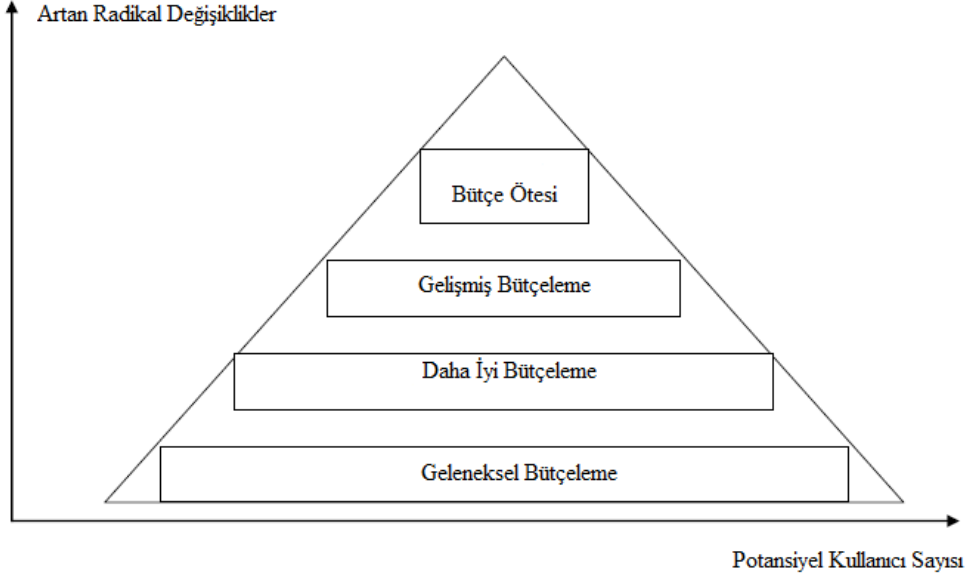 Artan Radikal Değişiklikler
Bütçe Ötesi
Gelişmiş Bütçeleme
Daha İyi Bütçeleme
Geleneksel Bütçeleme
Potansiyel Kullanıcı Sayısı